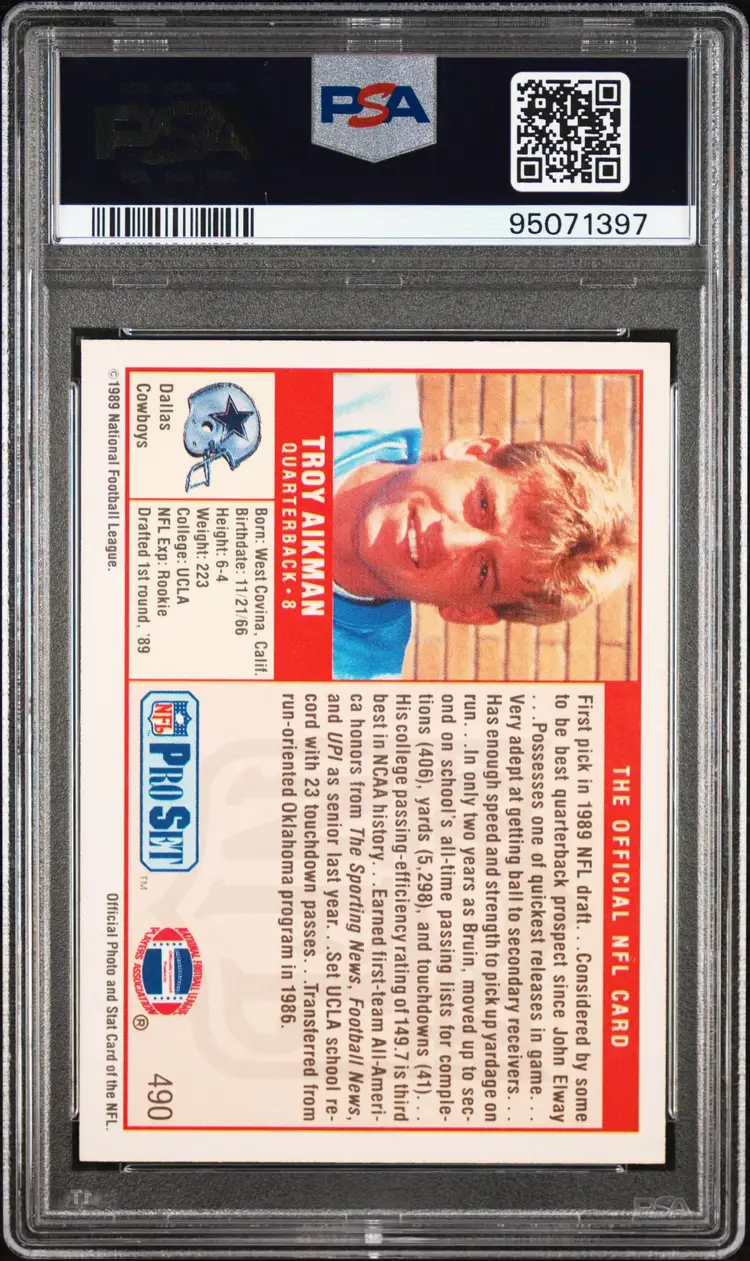 PSA
95071397
THE OFFICIAL NFL CARD
TROY AIKMAN
QUARTERBACK • 8
First pick in 1989 NFL draft. . .Considered by some
to be best quarterback prospect since John Elway
. . .Possesses one of quickest releases in game. . .
Very adept at getting ball to secondary receivers. . .
Has enough speed and strength to pick up yardage on
run. . .In only two years as Bruin, moved up to sec-
ond on school's all-time passing lists for comple-
tions (406), yards (5,298), and touchdowns (41). . .
His college passing-efficiency rating of 149.7 is third
best in NCAA history. . .Earned first-team All-Ameri-
ca honors from The Sporting News, Football News,
and UPI as senior last year. . .Set UCLA school re-
cord with 23 touchdown passes. . .Transferred from
run-oriented Oklahoma program in 1986.
Born: West Covina, Calif.
Birthdate: 11/21/66
Height: 6-4
Weight: 223
College: UCLA
NFL Exp: Rookie
Drafted 1st round, '89
Dallas
Cowboys
NFL PRO SET TM
NATIONAL FOOTBALL LEAGUE
PLAYERS ASSOCIATION
®
490
©1989 National Football League.
Official Photo and Stat Card of the NFL.
PSA